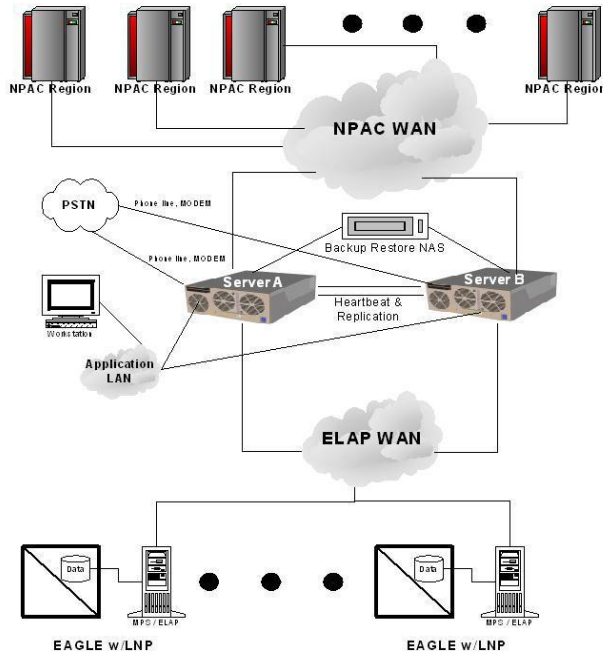 NPAC Region
NPAC Region
NPAC Region
NPAC Region
NPAC WAN
PSTN
Phone line, MODEM
Backup Restore NAS
Phone line, MODEM
Server A
Server B
Heartbeat &
Replication
Workstation
Application
LAN
ELAP WAN
Data
Data
MPS / ELAP
MPS / ELAP
EAGLE w/LNP
EAGLE w/LNP